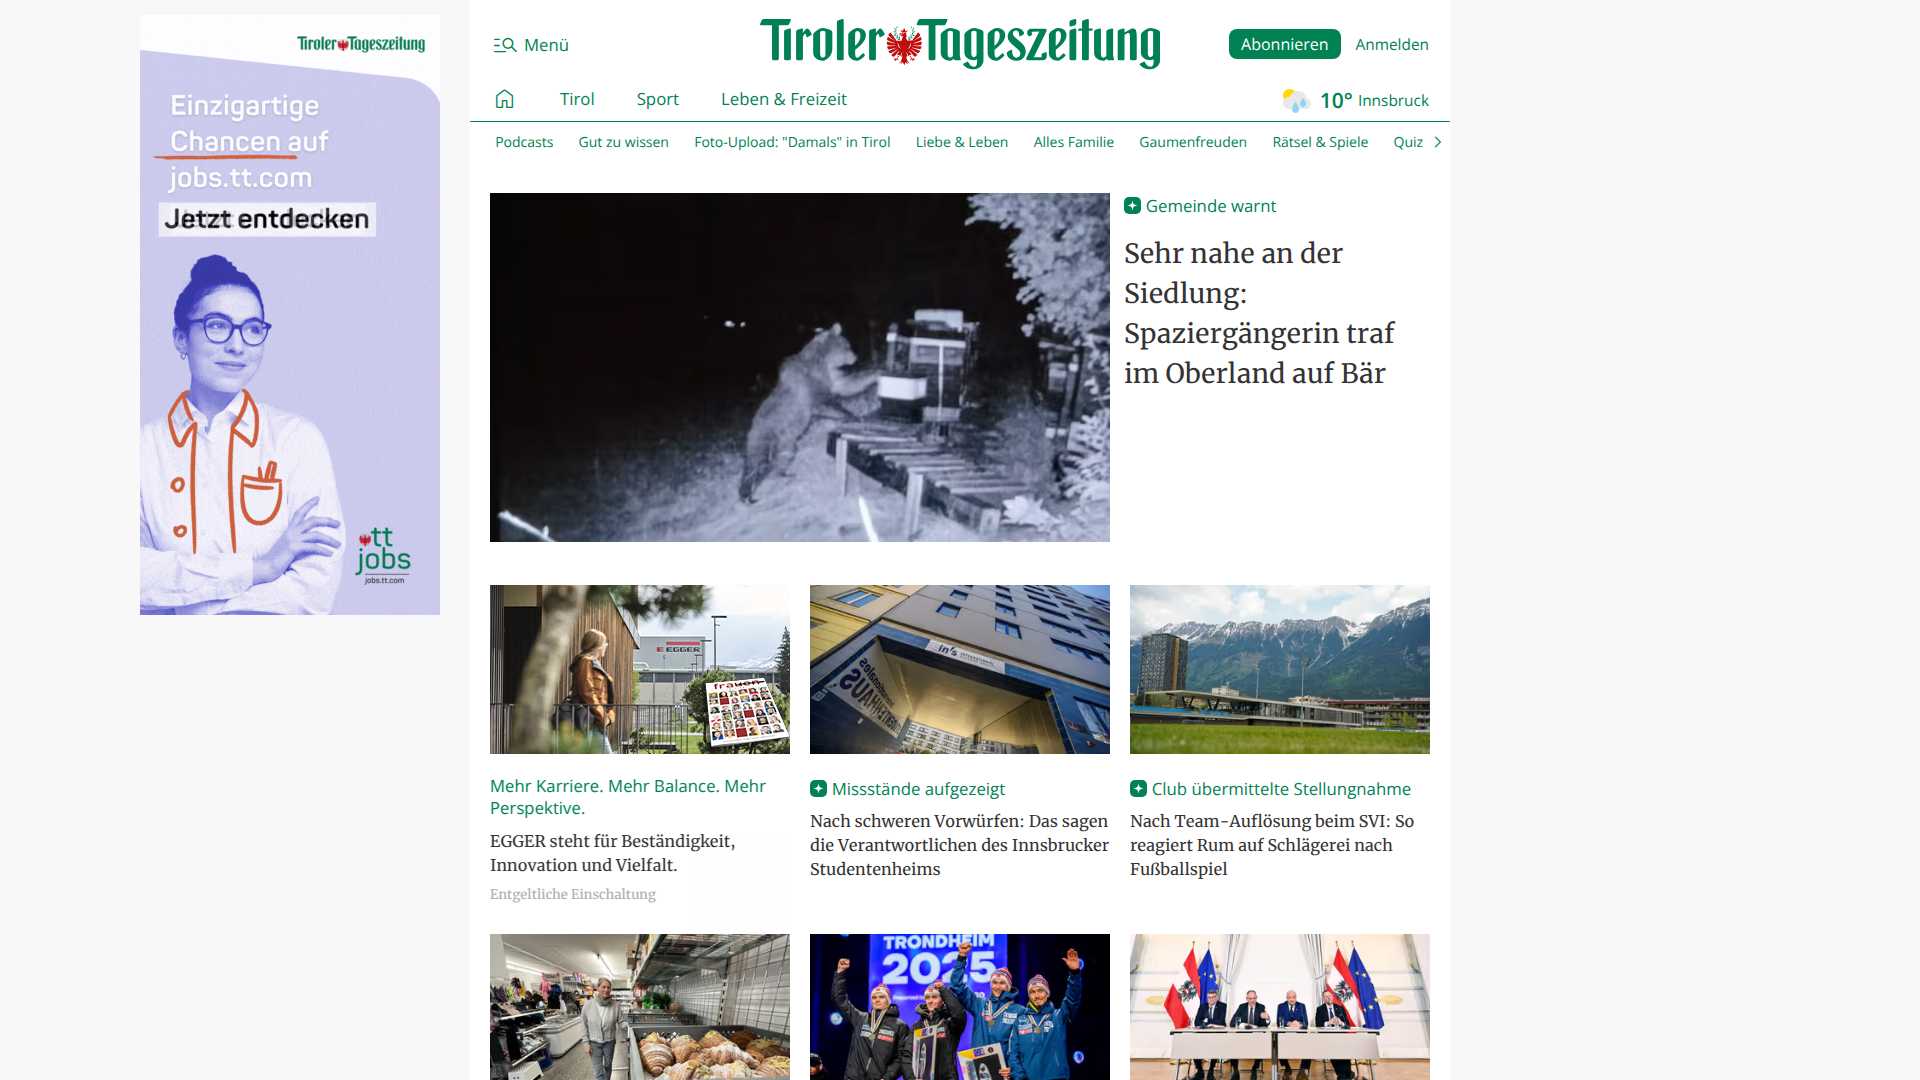 Tiroler Tageszeitung
Einzigartige
Chancen auf
jobs.tt.com
Jetzt entdecken
tt
jobs
jobs.tt.com
Menü
Tiroler Tageszeitung
Abonnieren
Anmelden
Tirol
Sport
Leben & Freizeit
10° Innsbruck
Podcasts
Gut zu wissen
Foto-Upload: "Damals" in Tirol
Liebe & Leben
Alles Familie
Gaumenfreuden
Rätsel & Spiele
Quiz
Gemeinde warnt
Sehr nahe an der
Siedlung:
Spaziergängerin traf
im Oberland auf Bär
E EGGER
frauen
Mehr Karriere. Mehr Balance. Mehr
Perspektive.
EGGER steht für Beständigkeit,
Innovation und Vielfalt.
Entgeltliche Einschaltung
in's
Missstände aufgezeigt
Nach schweren Vorwürfen: Das sagen
die Verantwortlichen des Innsbrucker
Studentenheims
Club übermittelte Stellungnahme
Nach Team-Auflösung beim SVI: So
reagiert Rum auf Schlägerei nach
Fußballspiel
TRONDHEIM
2025